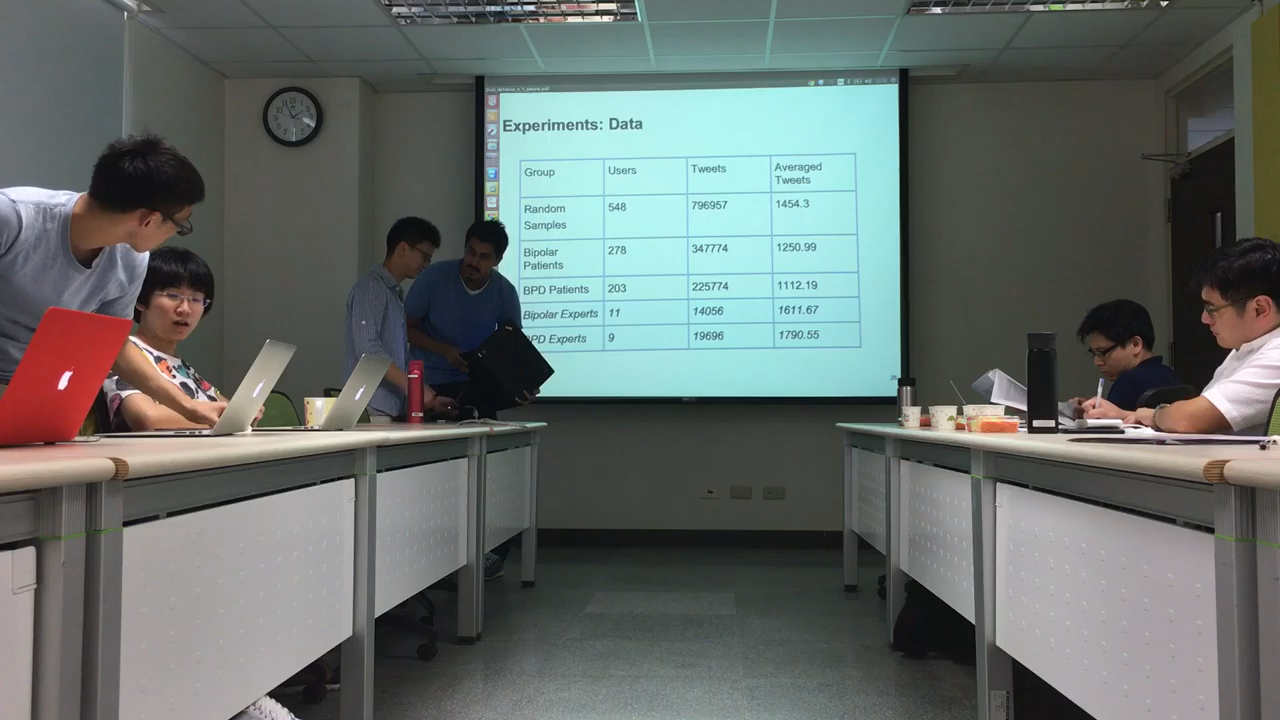 Experiments: Data
Group Users Tweets Averaged
Tweets
Random
Samples 548 796957 1454.3
Bipolar
Patients 278 347774 1250.99
BPD Patients 203 225774 1112.19
Bipolar Experts 11 14056 1611.67
BPD Experts 9 19696 1790.55